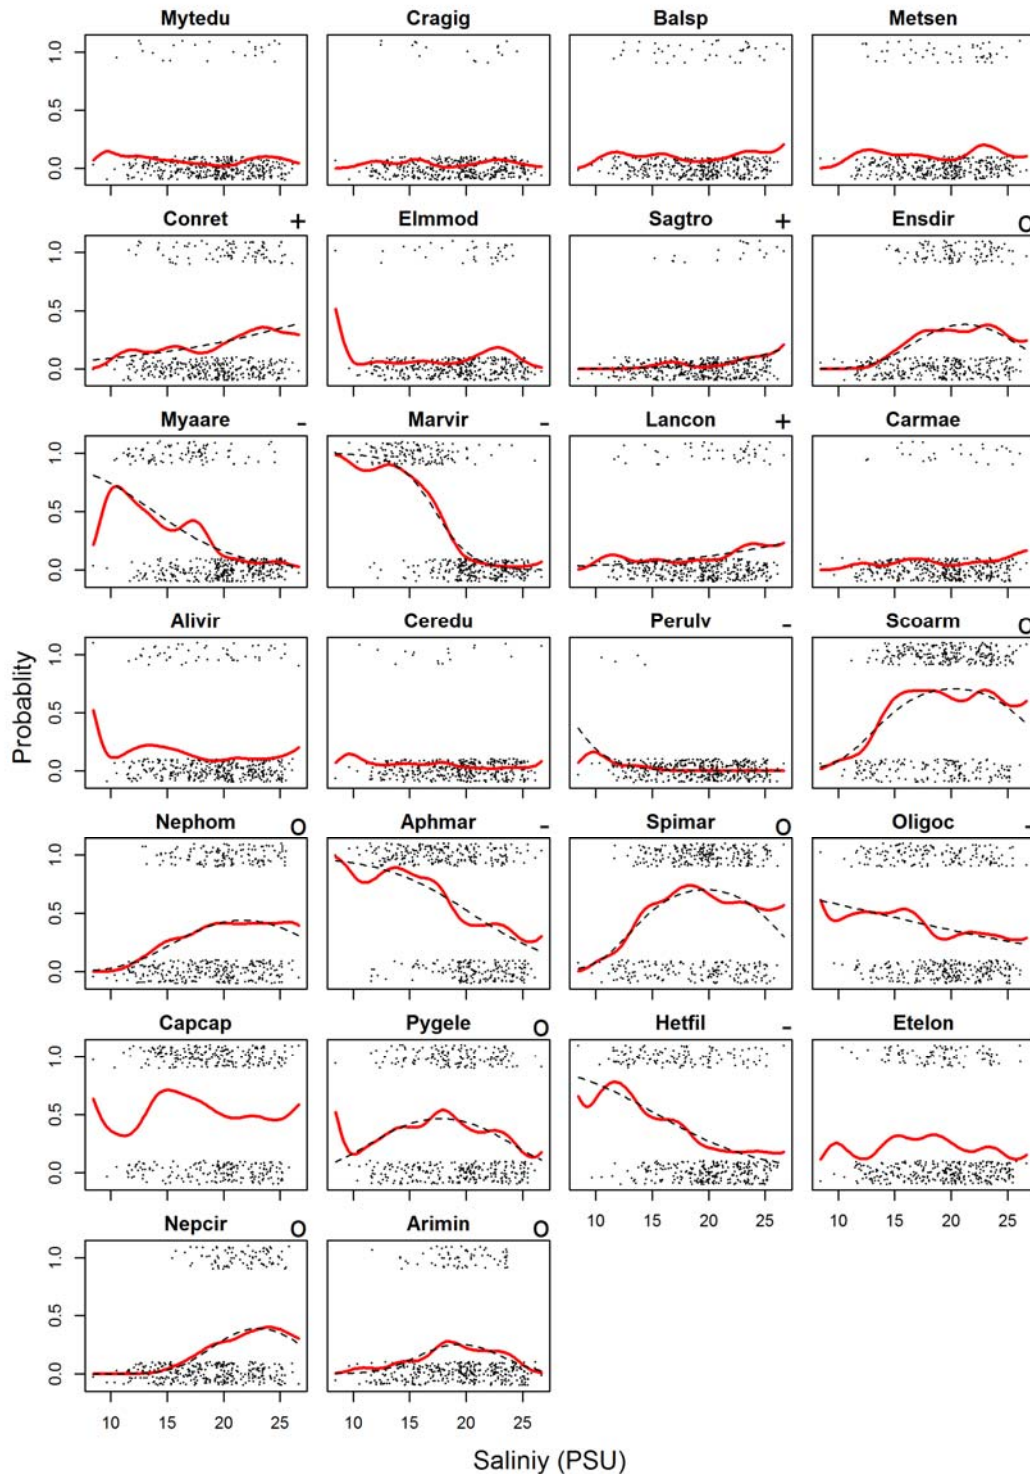 Mytedu Cragig Balsp Metsen
0.0 0.5 1.0
Conret + Elmmod Sagtro + Ensdir O
0.0 0.5 1.0
Myaare - Marvir - Lancon + Carmae
0.0 0.5 1.0
Alivir Ceredu Perulv - Scoarm O
0.0 0.5 1.0
Nephom O Aphmar - Spimar O Oligoc -
0.0 0.5 1.0
Capcap Pygele O Hetfil - Etelon
0.0 0.5 1.0
10 15 20 25 10 15 20 25
Nepcir O Arimin O
0.0 0.5 1.0
10 15 20 25 10 15 20 25
Probablity
Saliniy (PSU)